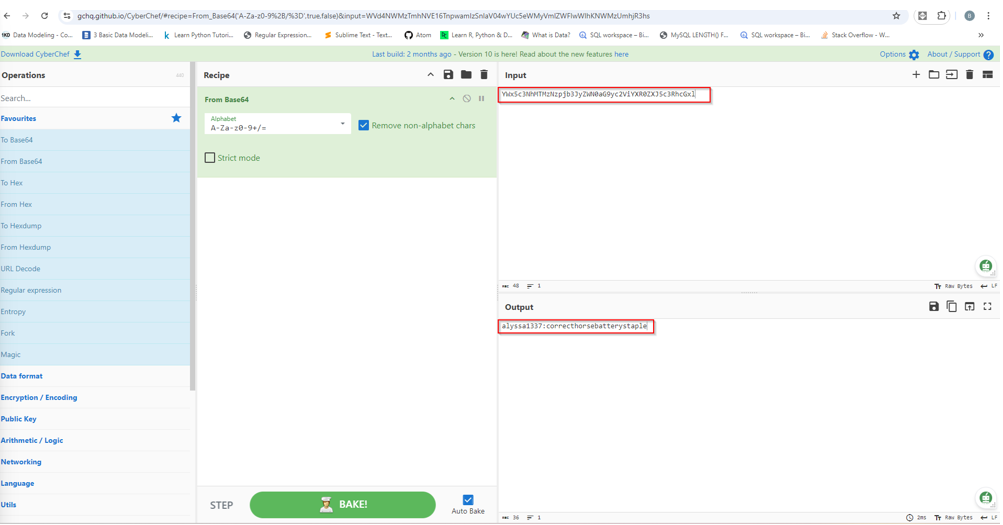 gchq.github.io/CyberChef/#recipe=From_Base64('A-Za-z0-9%2B/%3D',true,false)&input=WVd4NWMzTmhNVE16TnpwamIzSnlaV04wYUc5eWMyVmlZWFIwWlhKNWMzUmhjR3hs
KD Data Modeling - Co...
3 Basic Data Modeli...
Learn Python Tutori...
Regular Expression...
Sublime Text - Text...
Atom
Learn R, Python & D...
What is Data?
SQL workspace – Bi...
MySQL LENGTH() F...
SQL workspace – Bi...
Stack Overflow - W...
Download CyberChef
Last build: 2 months ago - Version 10 is here! Read about the new features here
Options
About / Support
Operations
Search...
Favourites
To Base64
From Base64
To Hex
From Hex
To Hexdump
From Hexdump
URL Decode
Regular expression
Entropy
Fork
Magic
Data format
Encryption / Encoding
Public Key
Arithmetic / Logic
Networking
Language
Utils
Recipe
From Base64
Alphabet
A-Za-z0-9+/=
Remove non-alphabet chars
Strict mode
STEP
BAKE!
Auto Bake
Input
YWx5c3NhMTMzNzpjb3JyZWN0aG9yc2ViYXR0ZXJ5c3RhcGxl
48
1
Raw Bytes
LF
Output
alyssa1337:correcthorsebatterystaple
36
1
2ms
Raw Bytes
LF